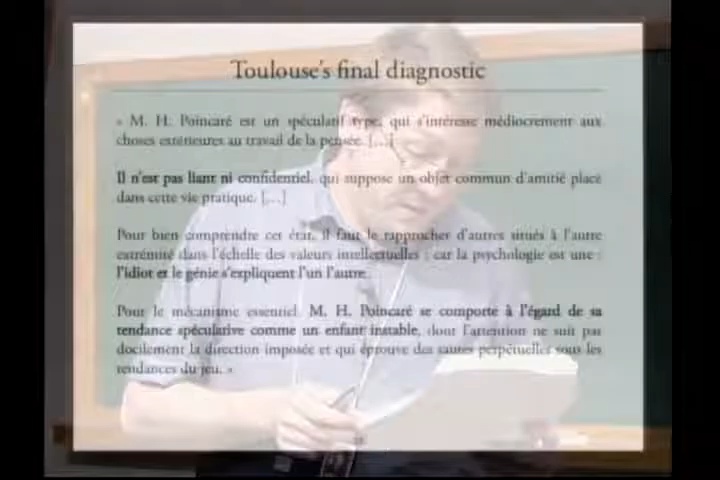 Toulouse's final diagnostic
« M. H. Poincaré est un spéculatif type, qui s'intéresse médiocrement aux
choses extérieures au travail de la pensée. [...]
Il n'est pas liant ni confidentiel, qui suppose un objet commun d'amitié placé
dans cette vie pratique. [...]
Pour bien comprendre cet état, il faut le rapprocher d'autres situés à l'autre
extrémité dans l'échelle des valeurs intellectuelles : car la psychologie est une :
l'idiot et le génie s'expliquent l'un l'autre.
Pour le mécanisme essentiel, M. H. Poincaré se comporte à l'égard de sa
tendance spéculative comme un enfant instable, dont l'attention ne suit pas
docilement la direction imposée et qui éprouve des sautes perpétuelles sous les
tendances du jeu. »